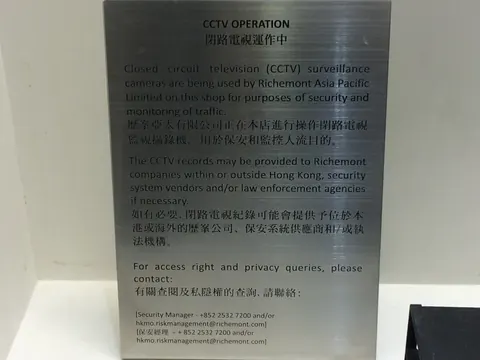 CCTV OPERATION
閉路電視運作中
Closed circuit television (CCTV) surveillance
cameras are being used by Richemont Asia Pacific
Limited on this shop for purposes of security and
monitoring of traffic.
歷峯亞太有限公司正在本店進行操作閉路電視
監視攝錄機，用於保安和監控人流目的。
The CCTV records may be provided to Richemont
companies within or outside Hong Kong, security
system vendors and/or law enforcement agencies
if necessary.
如有必要，閉路電視紀錄可能會提供予位於本
港或海外的歷峯公司、保安系統供應商和/或執
法機構。
For access right and privacy queries, please
contact:
有關查閱及私隱權的查詢，請聯絡：
[Security Manager - +852 2532 7200 and/or
hkmo.riskmanagement@richemont.com]
[保安經理 - +852 2532 7200 and/or
hkmo.riskmanagement@richemont.com]